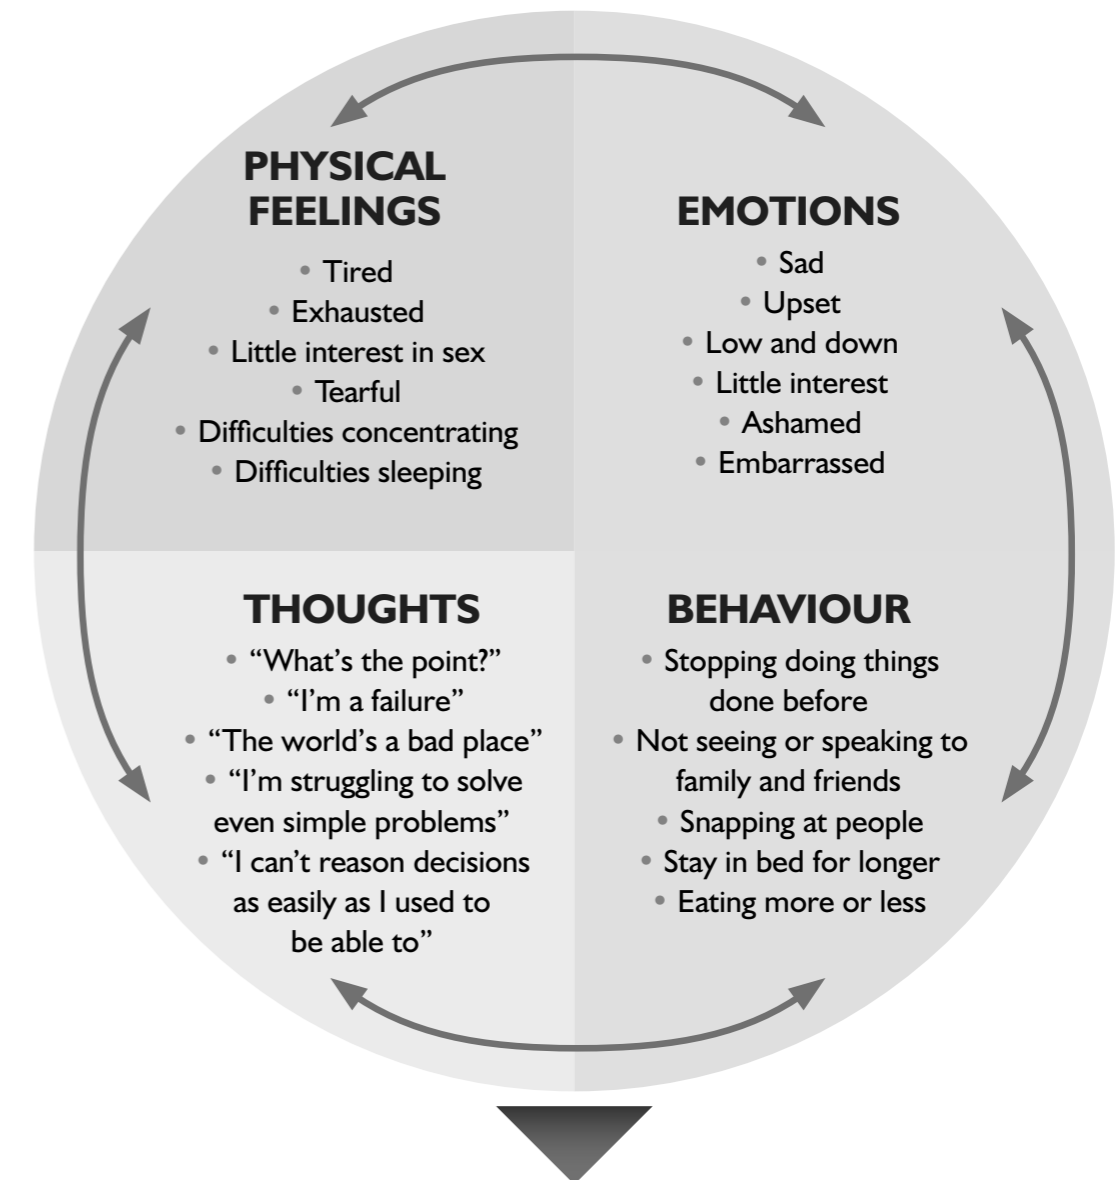 PHYSICAL
FEELINGS
• Tired
• Exhausted
• Little interest in sex
• Tearful
• Difficulties concentrating
• Difficulties sleeping
EMOTIONS
• Sad
• Upset
• Low and down
• Little interest
• Ashamed
• Embarrassed
THOUGHTS
• “What’s the point?”
• “I’m a failure”
• “The world’s a bad place”
• “I’m struggling to solve
even simple problems”
• “I can’t reason decisions
as easily as I used to
be able to”
BEHAVIOUR
• Stopping doing things
done before
• Not seeing or speaking to
family and friends
• Snapping at people
• Stay in bed for longer
• Eating more or less